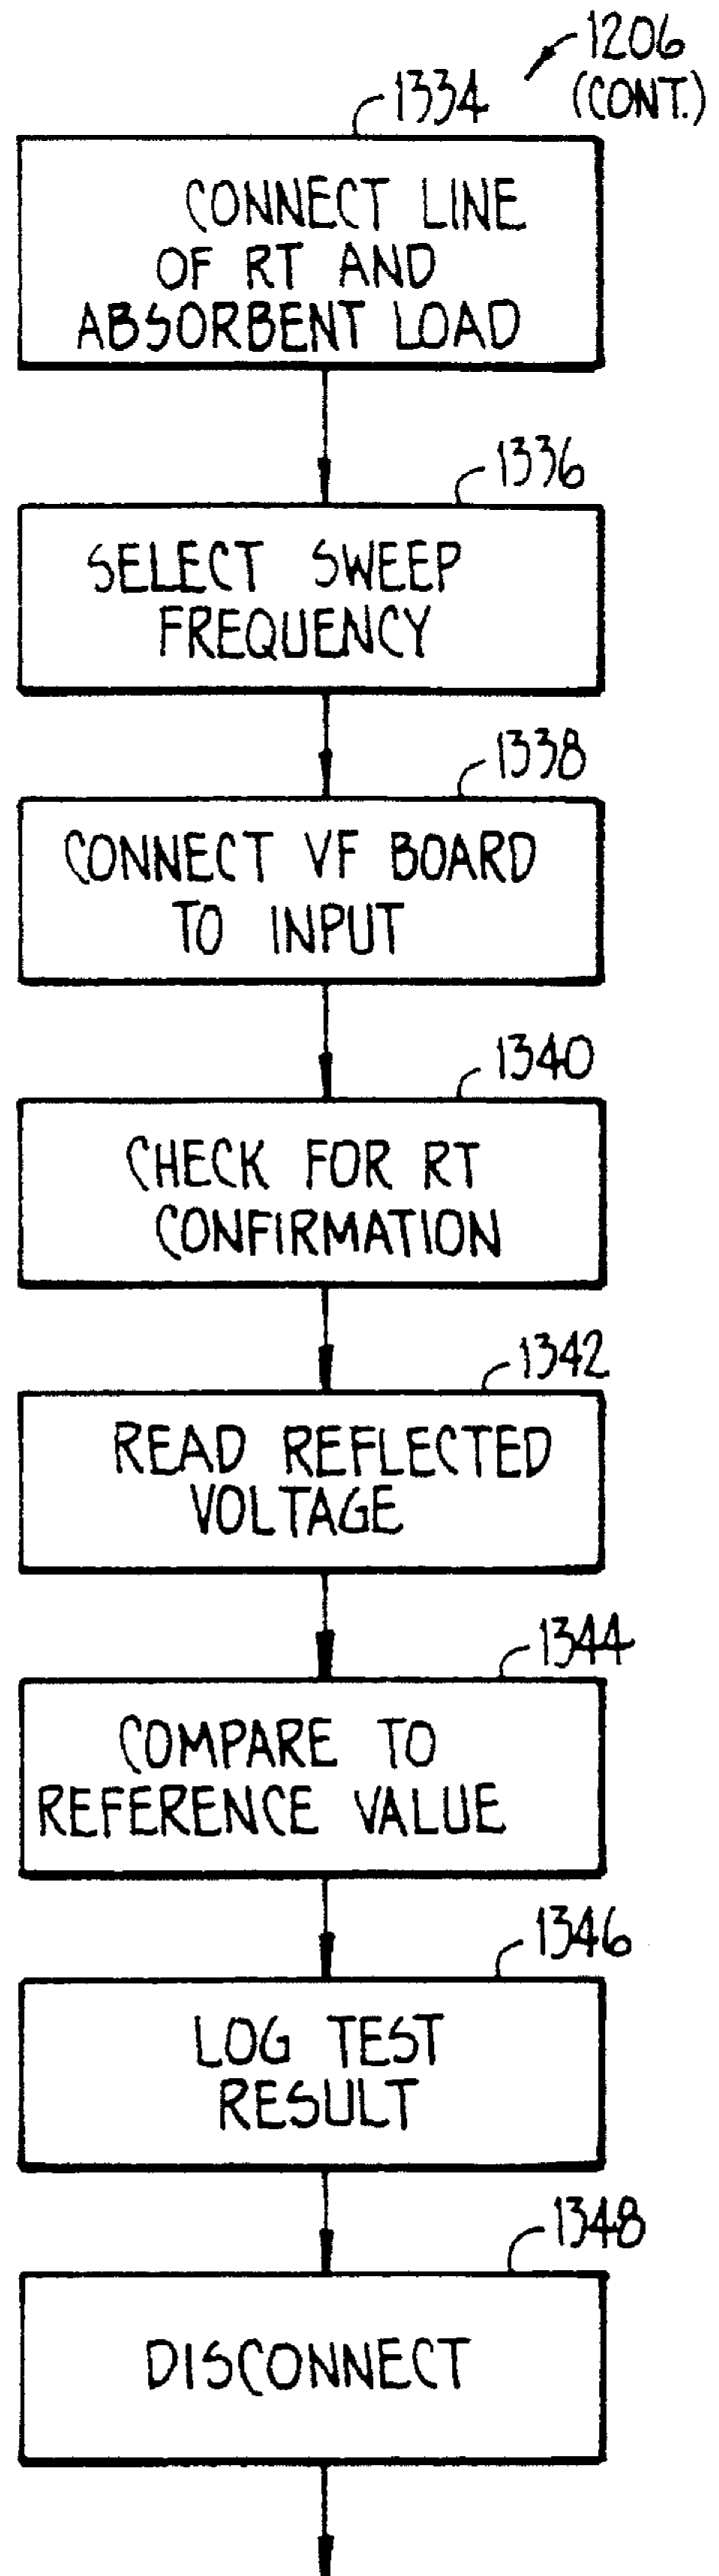 1206
(CONT.)
1334
CONNECT LINE
OF RT AND
ABSORBENT LOAD
1336
SELECT SWEEP
FREQUENCY
1338
CONNECT VF BOARD
TO INPUT
1340
CHECK FOR RT
CONFIRMATION
1342
READ REFLECTED
VOLTAGE
1344
COMPARE TO
REFERENCE VALUE
1346
LOG TEST
RESULT
1348
DISCONNECT